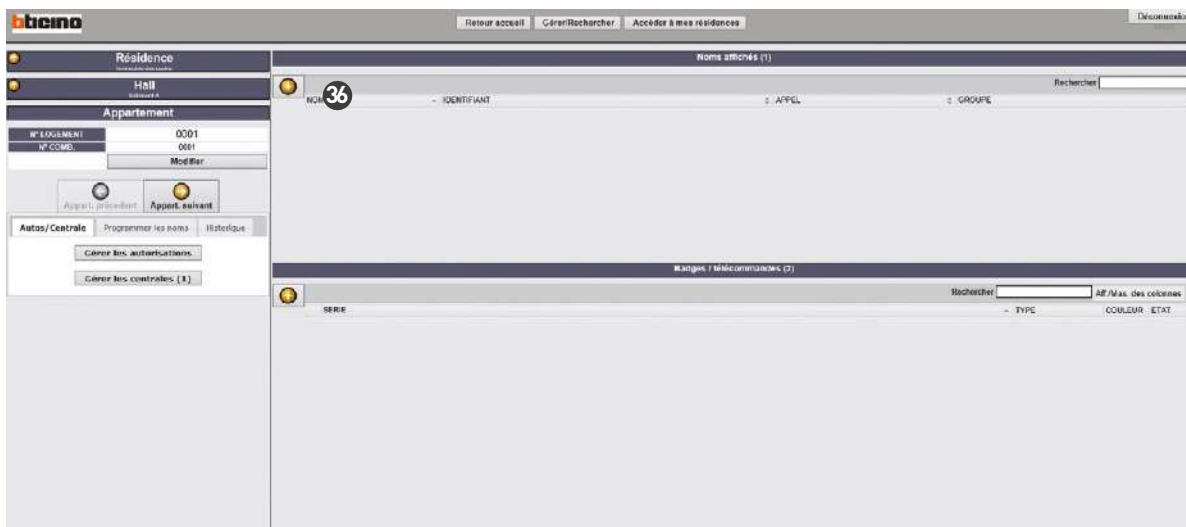 bticino
Retour accueil Gérer/Rechercher Accéder à mes résidences
Résidence
Noms affichés (1)
Hall
Rechercher
36
IDENTIFIANT APPEL GROUPE
Appartement
N° LOGEMENT 0001
N° COMB. 0001
Modifier
Appart. précédent Appart. suivant
Autos/Centrale Programmer les noms Historique
Gérer les autorisations
Gérer les centrales (1)
Badges / télécommandes (2)
Rechercher Aff./Mas. des colonnes
SERIE TYPE COULEUR ETAT